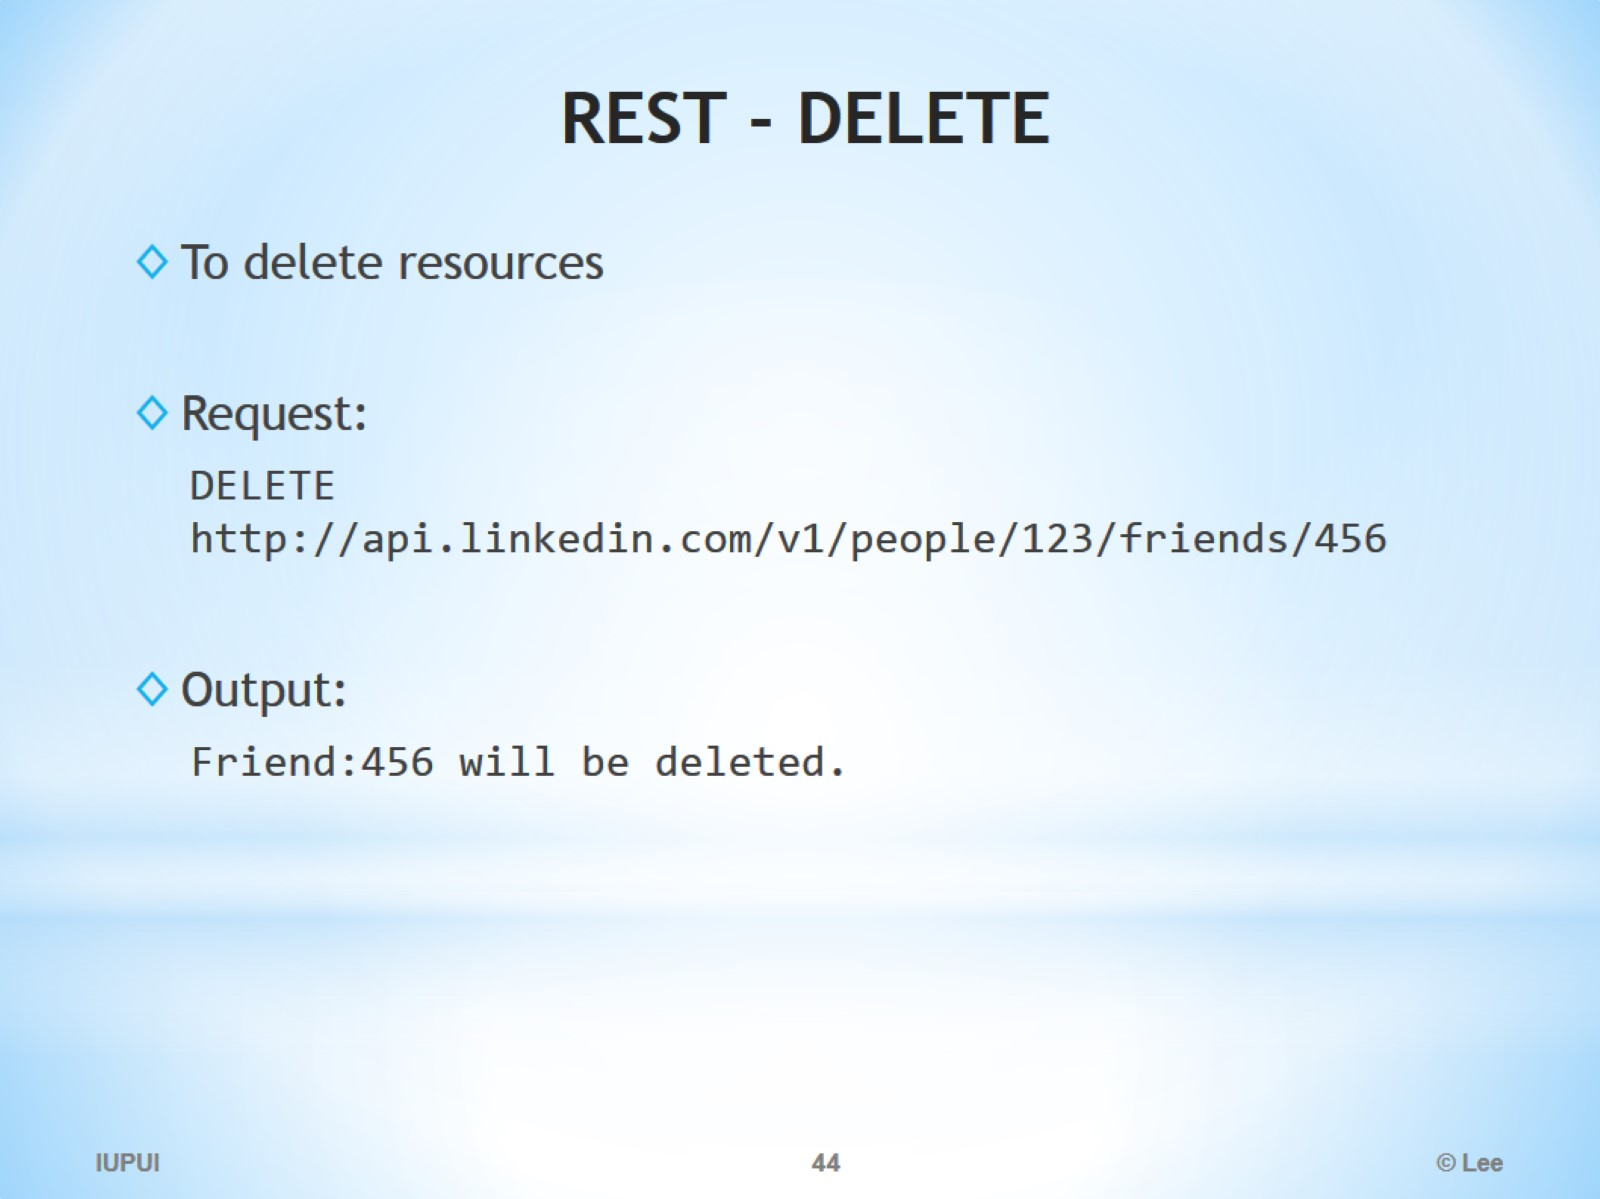 REST - DELETE
To delete resources
Request:
DELETE
http://api.linkedin.com/v1/people/123/friends/456
Output:
Friend:456 will be deleted.
IUPUI
44
© Lee